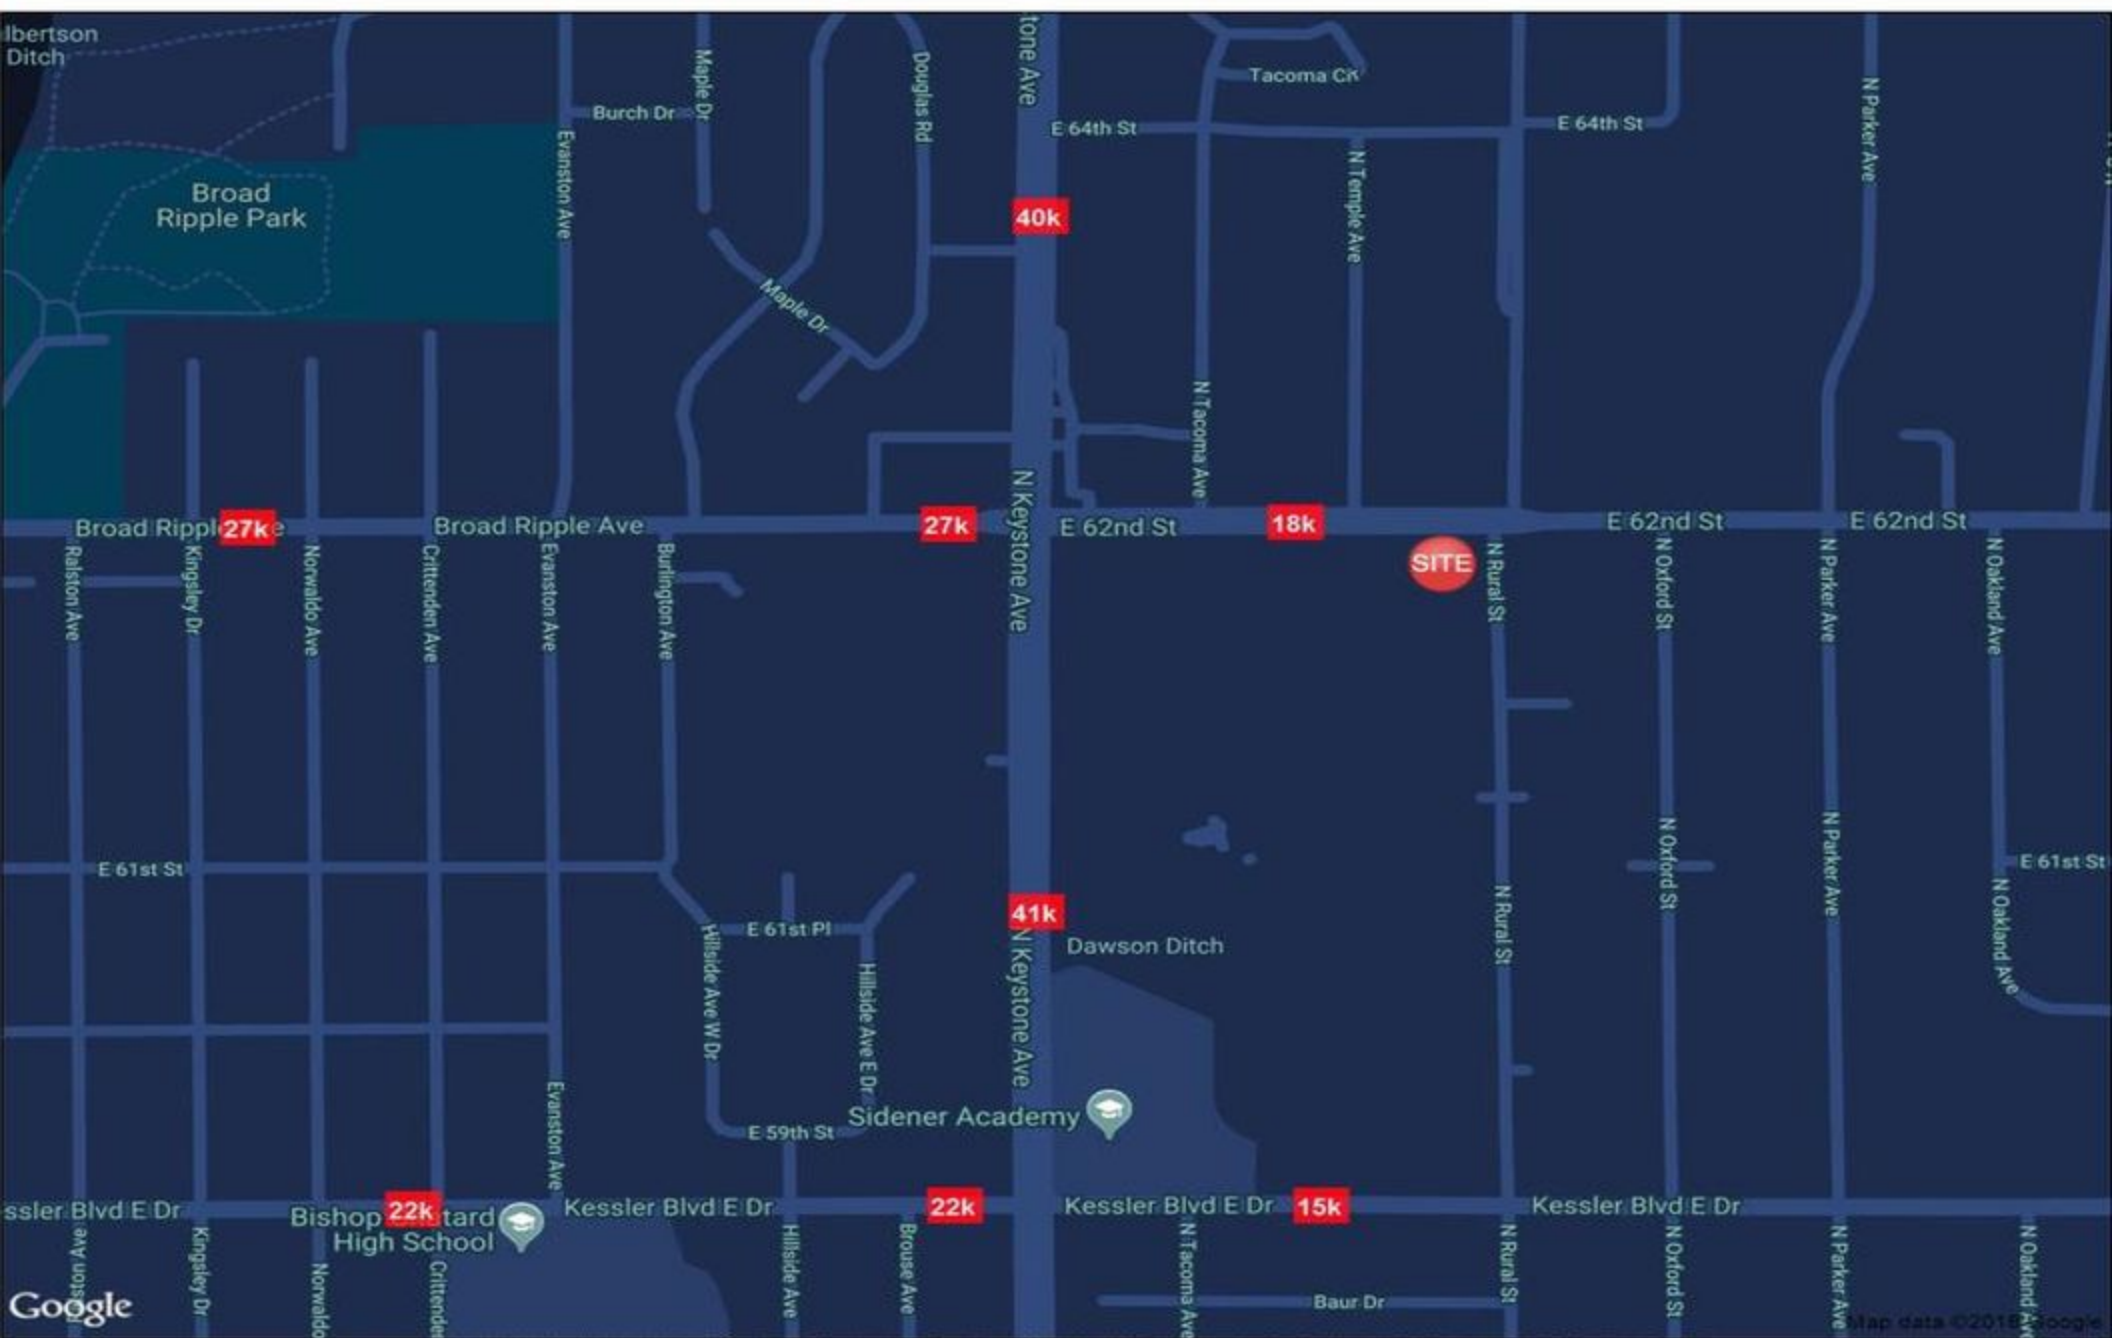 lbertson
Ditch
Maple Dr
Douglas Rd
tone Ave
Tacoma Cir
Burch Dr
E 64th St
E 64th St
N Parker Ave
Evanston Ave
N Temple Ave
Broad
Ripple Park
40k
Maple Dr
N Tacoma Ave
N Keystone Ave
Broad Ripple
27k
e
Broad Ripple Ave
27k
E 62nd St
18k
E 62nd St
E 62nd St
SITE
Ralston Ave
Kingsley Dr
Norwaldo Ave
Crittenden Ave
Evanston Ave
Burlington Ave
N Rural St
N Oxford St
N Parker Ave
N Oakland Ave
E 61st St
N Oxford St
N Parker Ave
E 61st St
N Rural St
N Oakland Ave
41k
E 61st Pl
Dawson Ditch
Hillside Ave W Dr
Hillside Ave E Dr
N Keystone Ave
Sidener Academy
E 59th St
Evanston Ave
ssler Blvd E Dr
22k
Kessler Blvd E Dr
22k
Kessler Blvd E Dr
15k
Kessler Blvd E Dr
Bishop tard
High School
lston Ave
Kingsley Dr
Norwaldo
Crittenden
Hillside Ave
Brouse Ave
N Tacoma Ave
N Rural St
N Oxford St
N Parker Ave
N Oakland
Baur Dr
Google